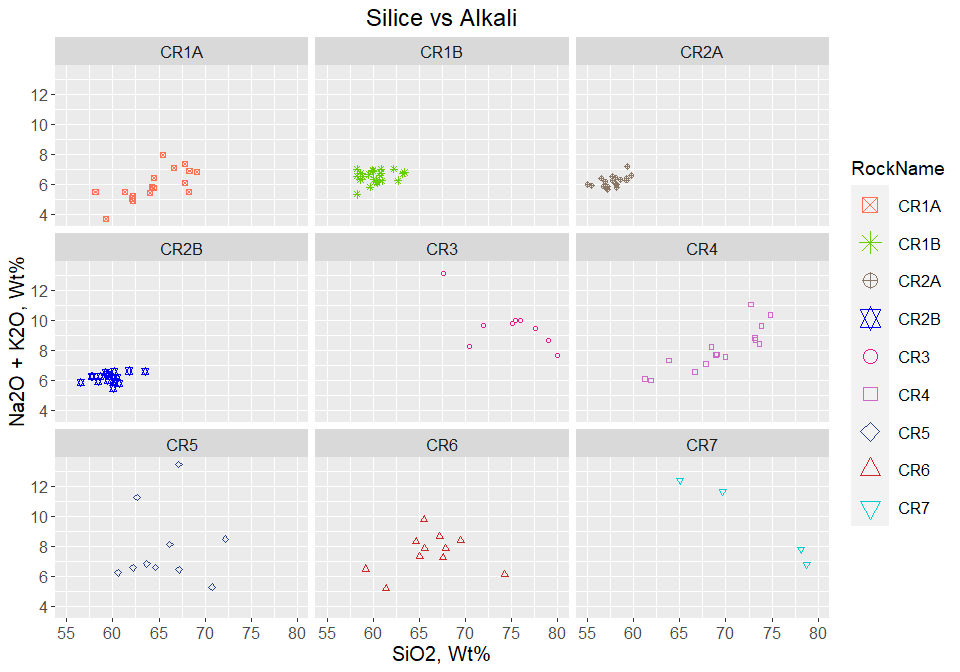 Silice vs Alkali
CR1A
CR1B
CR2A
12
10
8
6
4
CR2B
CR3
CR4
12
10
8
6
4
CR5
CR6
CR7
12
10
8
6
4
55 60 65 70 75 80
55 60 65 70 75 80
55 60 65 70 75 80
SiO2, Wt%
Na2O + K2O, Wt%
RockName
CR1A
CR1B
CR2A
CR2B
CR3
CR4
CR5
CR6
CR7